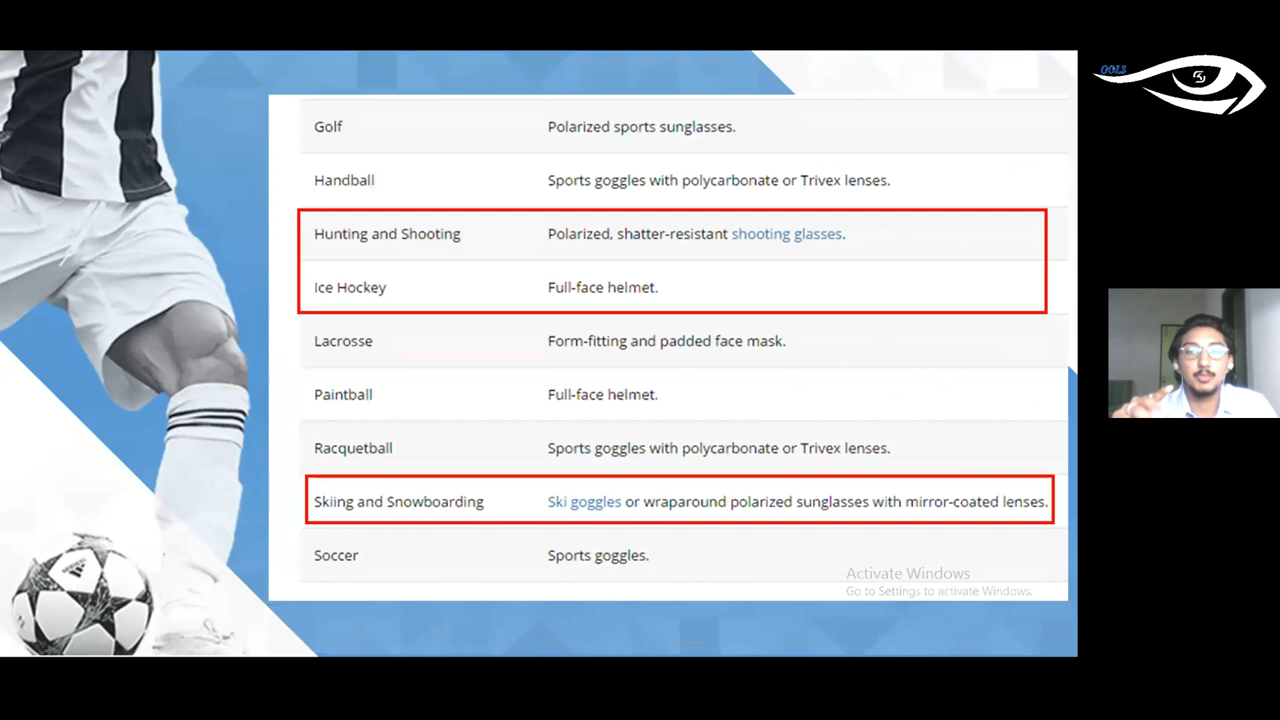 OOLS
Golf Polarized sports sunglasses.
Handball Sports goggles with polycarbonate or Trivex lenses.
Hunting and Shooting Polarized, shatter-resistant shooting glasses.
Ice Hockey Full-face helmet.
Lacrosse Form-fitting and padded face mask.
Paintball Full-face helmet.
Racquetball Sports goggles with polycarbonate or Trivex lenses.
Skiing and Snowboarding Ski goggles or wraparound polarized sunglasses with mirror-coated lenses.
Soccer Sports goggles.
Activate Windows
Go to Settings to activate Windows.